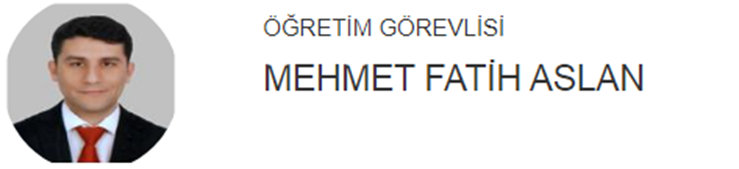 ÖĞRETİM GÖREVLİSİ
MEHMET FATİH ASLAN